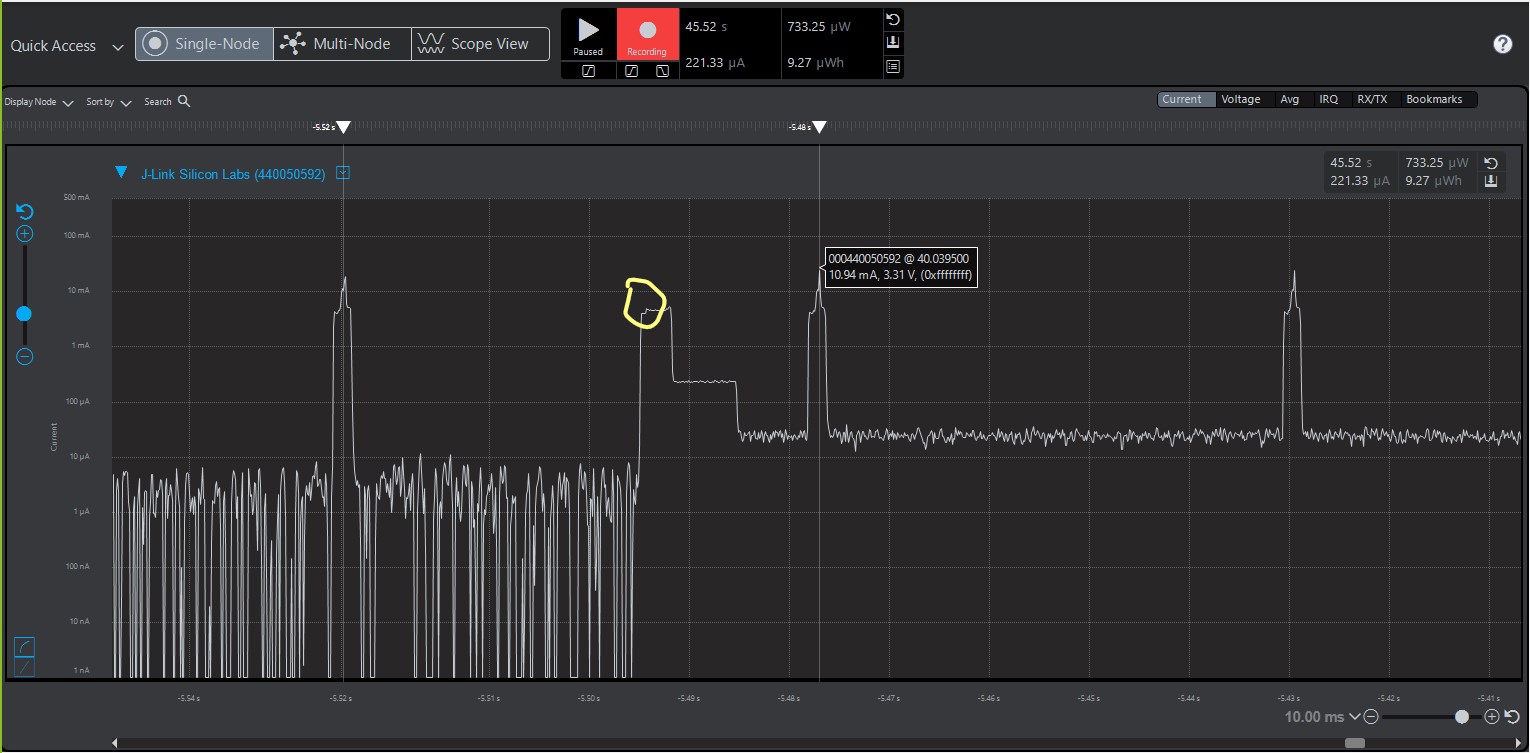 Quick Access
Single-Node
Multi-Node
Scope View
Paused
Recording
45.52 s
221.33 µA
733.25 µW
9.27 µWh
Display Node
Sort by
Search
Current
Voltage
Avg
IRQ
RX/TX
Bookmarks
-5.52 s
-5.48 s
J-Link Silicon Labs (440050592)
45.52 s
221.33 µA
733.25 µW
9.27 µWh
500 mA
100 mA
10 mA
1 mA
100 µA
10 µA
1 µA
100 nA
10 nA
1 nA
Current
000440050592 @ 40.039500
10.94 mA, 3.31 V, (0xffffffff)
-5.54 s
-5.52 s
-5.51 s
-5.50 s
-5.49 s
-5.48 s
-5.47 s
-5.46 s
-5.45 s
-5.44 s
-5.43 s
-5.42 s
-5.41 s
10.00 ms